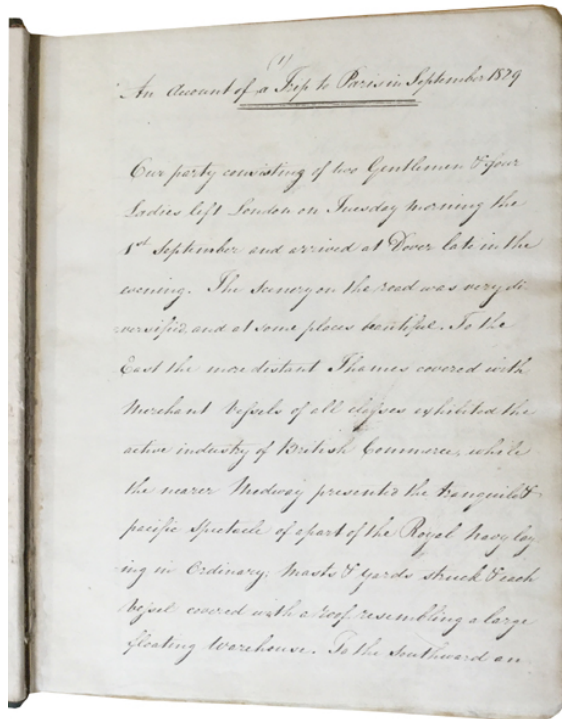 (1)
An Account of a Trip to Paris in September 1829
Our party consisting of two Gentlemen & four
Ladies left London on Tuesday morning the
1st September and arrived at Dover late in the
evening. The Scenery on the road was very di
-versified and at some places beautiful. To the
East the more distant Thames covered with
Merchant Vessels of all classes exhibited the
active industry of British Commerce, while
the nearer Medway presented the tranquil &
pacific Spectacle of a part of the Royal Navy lay
-ing in Ordinary; Masts & Yards struck & each
Vessel covered with a roof resembling a large
floating Warehouse. To the Southward an